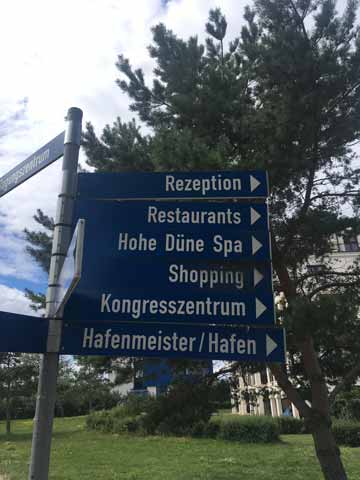 Rezeption
Restaurants
Hohe Düne Spa
Shopping
Kongresszentrum
Hafenmeister/Hafen